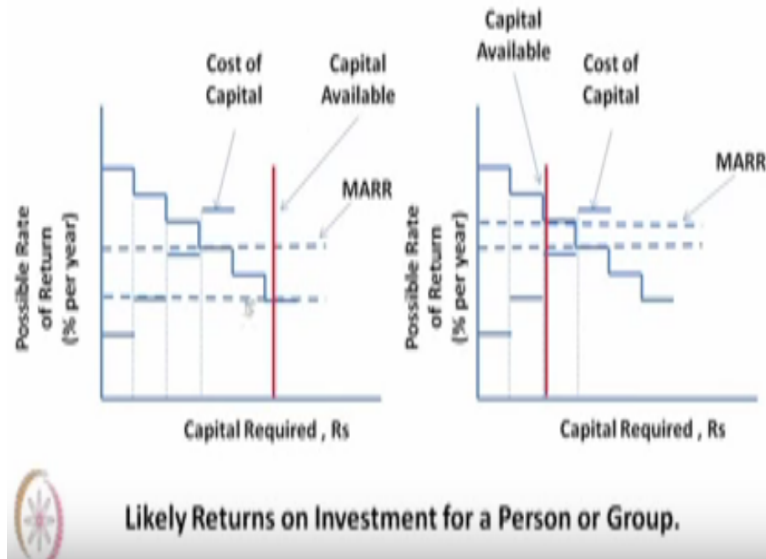 Cost of
Capital
Capital
Available
MARR
Possible Rate
of Return
(% per year)
Capital Required , Rs
Capital
Available
Cost of
Capital
MARR
Possible Rate
of Return
(% per year)
Capital Required , Rs
Likely Returns on Investment for a Person or Group.